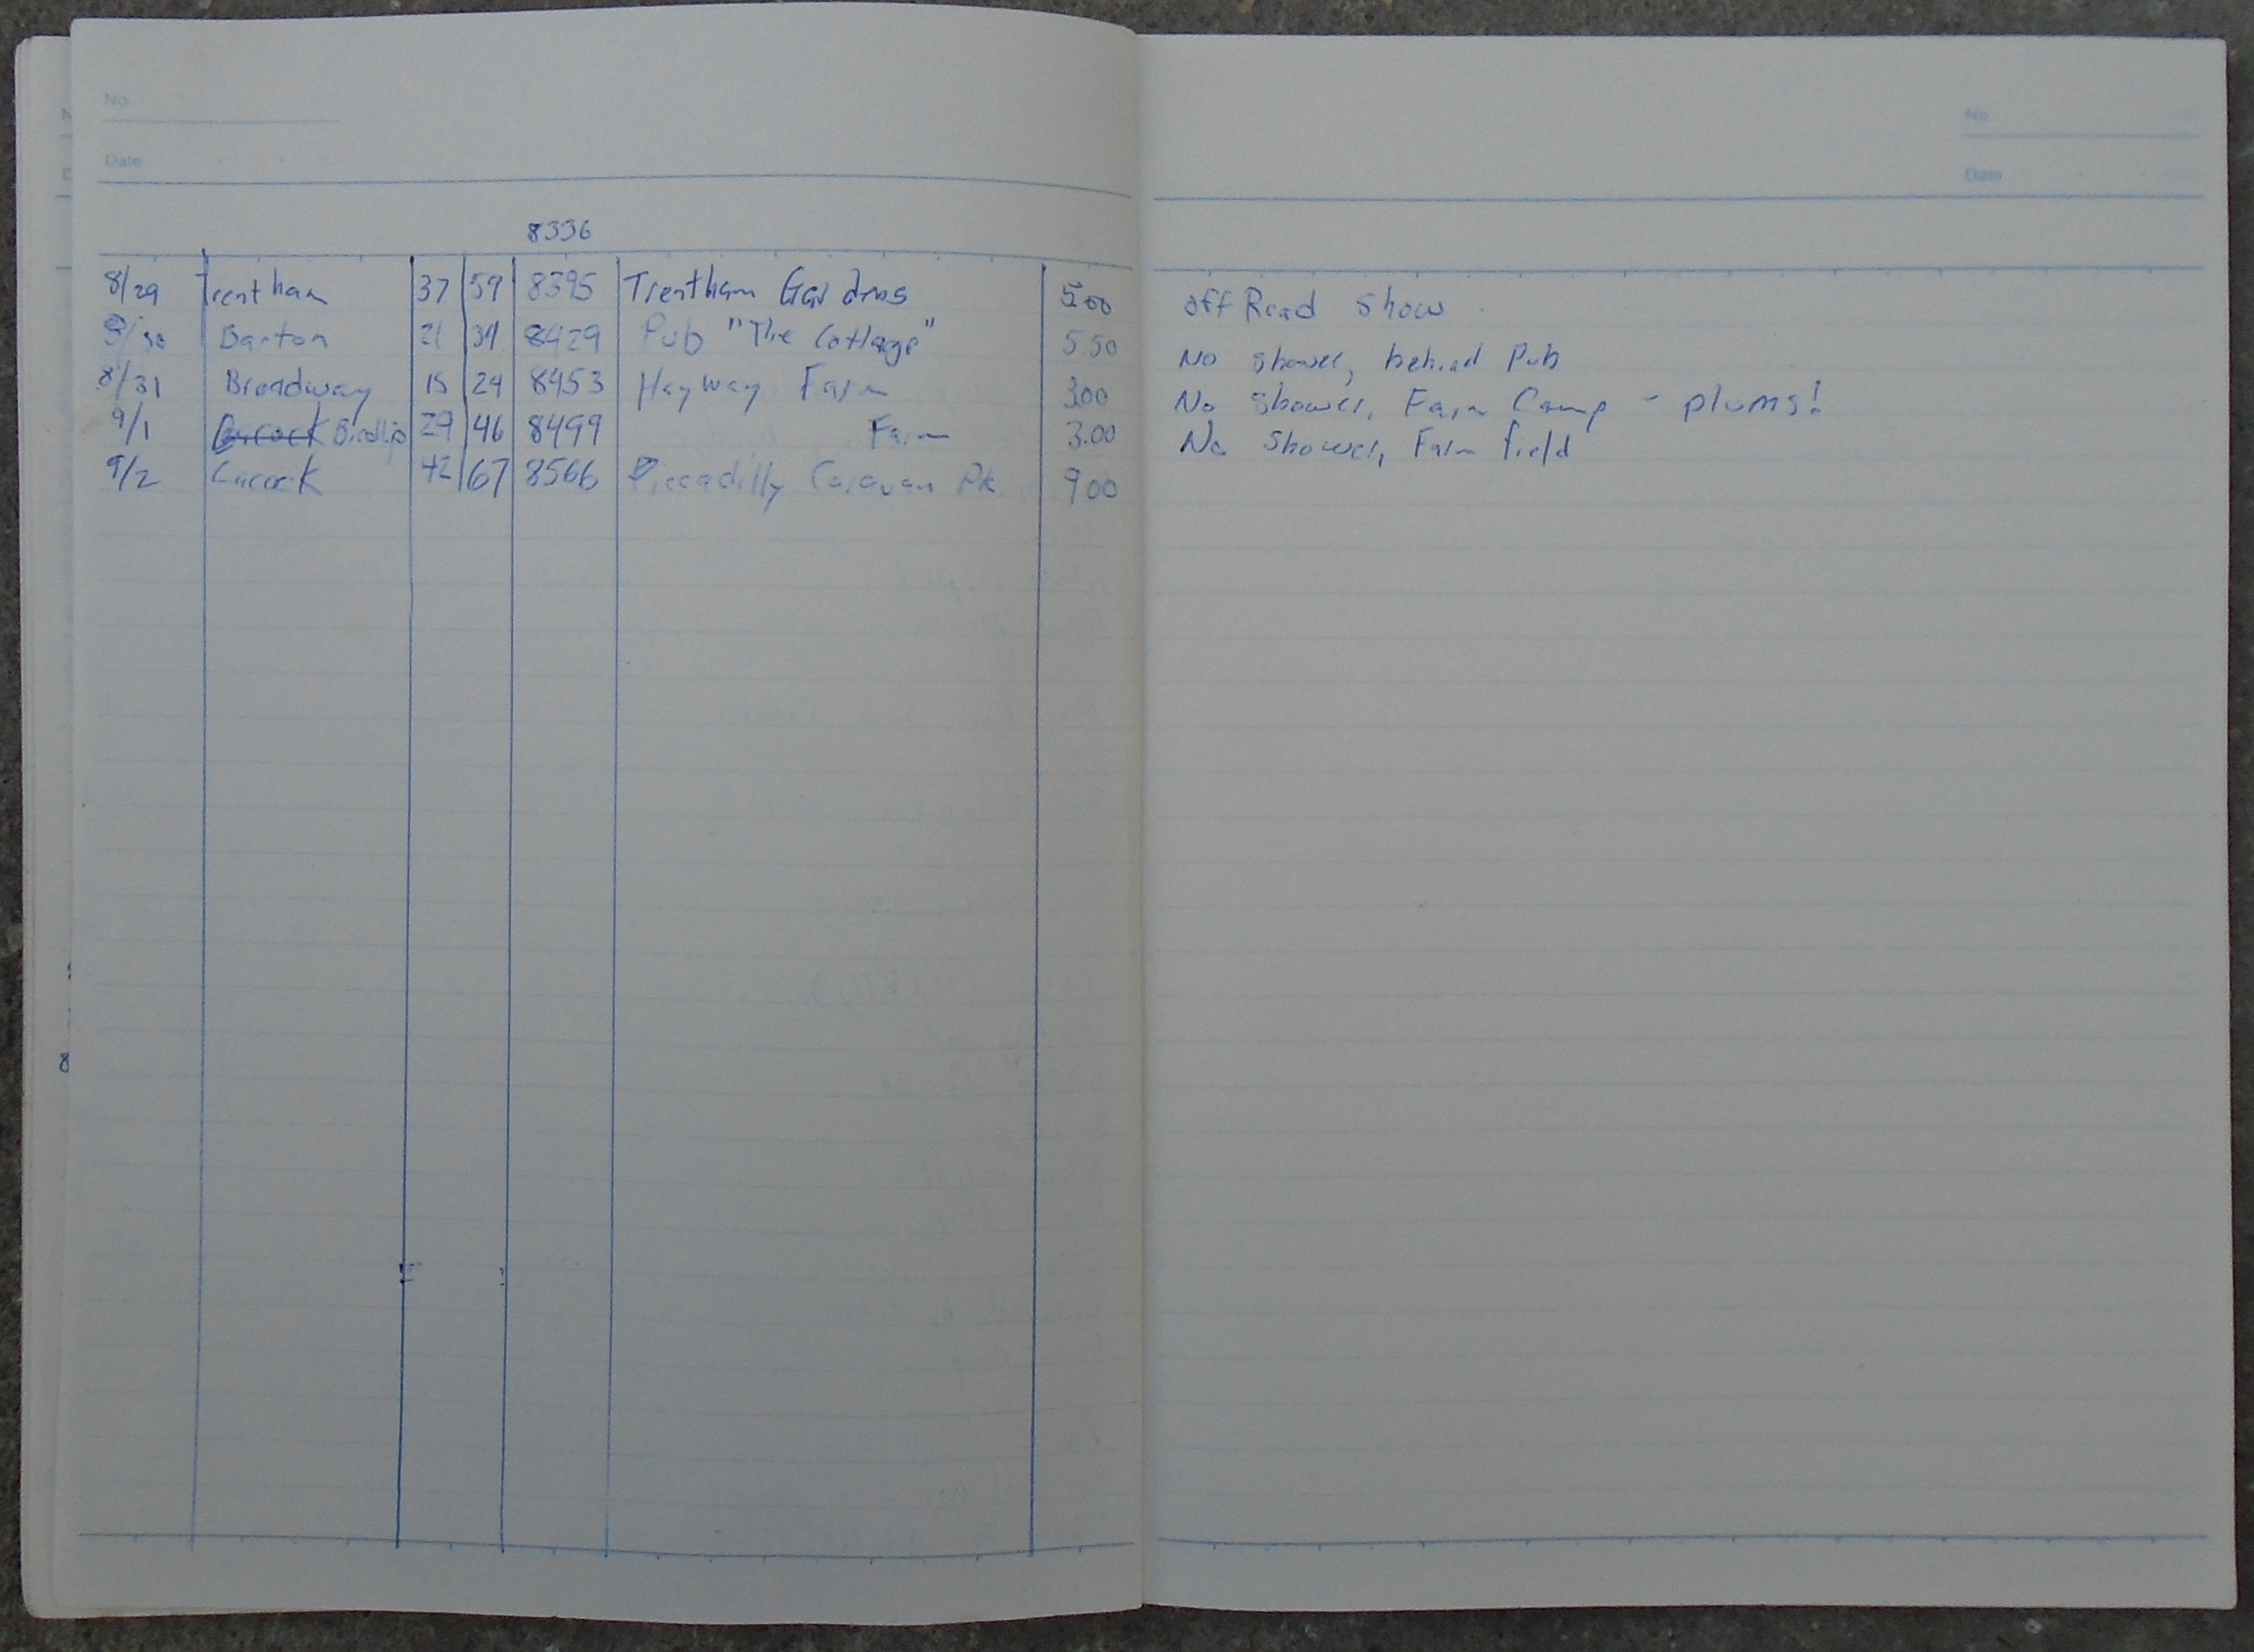 No.
Date
No
Date
8336
8/29 Trentham 37 59 8395 Trentham Gardns 5.00 off Road Show
8/30 Barton 21 34 8429 Pub "The Cottage" 5.50 No shower, behind Pub
8/31 Broadway 15 24 8453 Hayway Farm 3.00 No shower, Farm Camp - plums!
9/1 Lacock Birdlip 29 46 8499 Farm 3.00 No shower, Farm field
9/2 Lacock 42 67 8566 Piccadilly Caravan Pk. 9.00